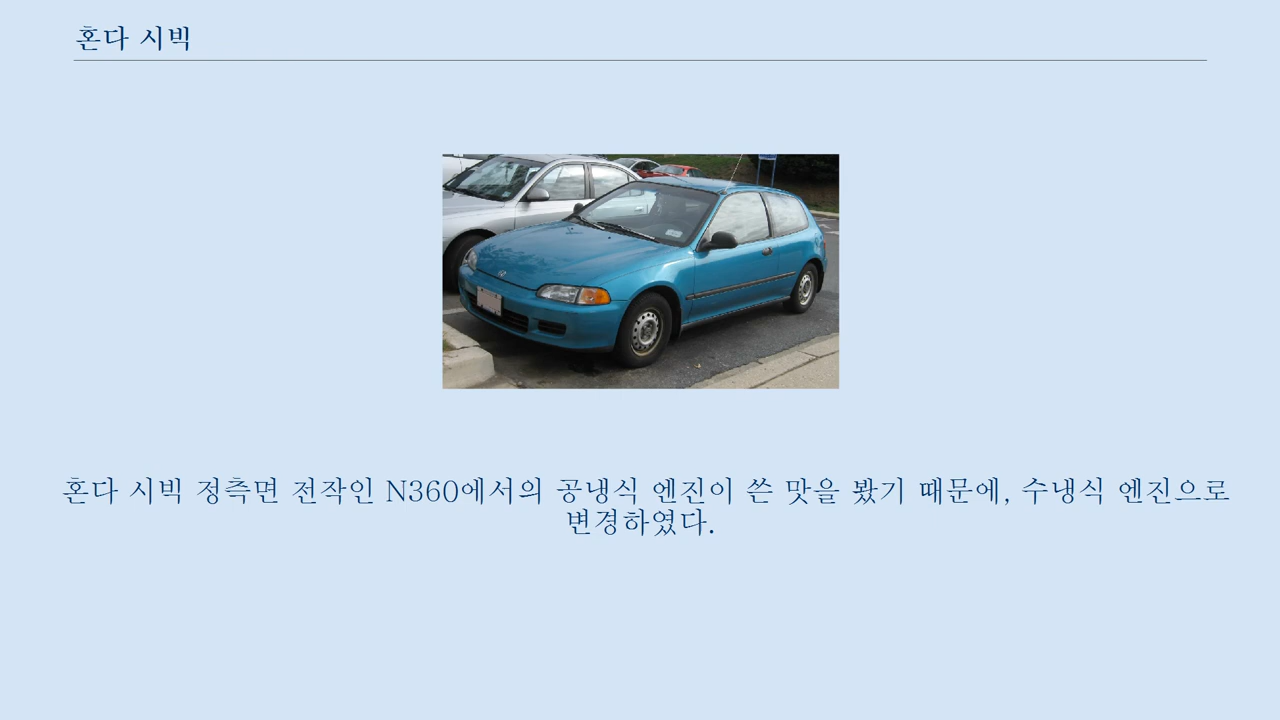 혼다 시빅
혼다 시빅 정측면 전작인 N360에서의 공냉식 엔진이 쓴 맛을 봤기 때문에, 수냉식 엔진으로
변경하였다.